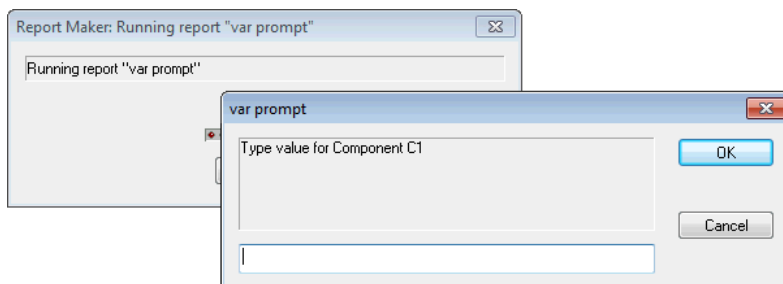 Report Maker: Running report "var prompt"
Running report "var prompt"
var prompt
Type value for Component C1
OK
Cancel